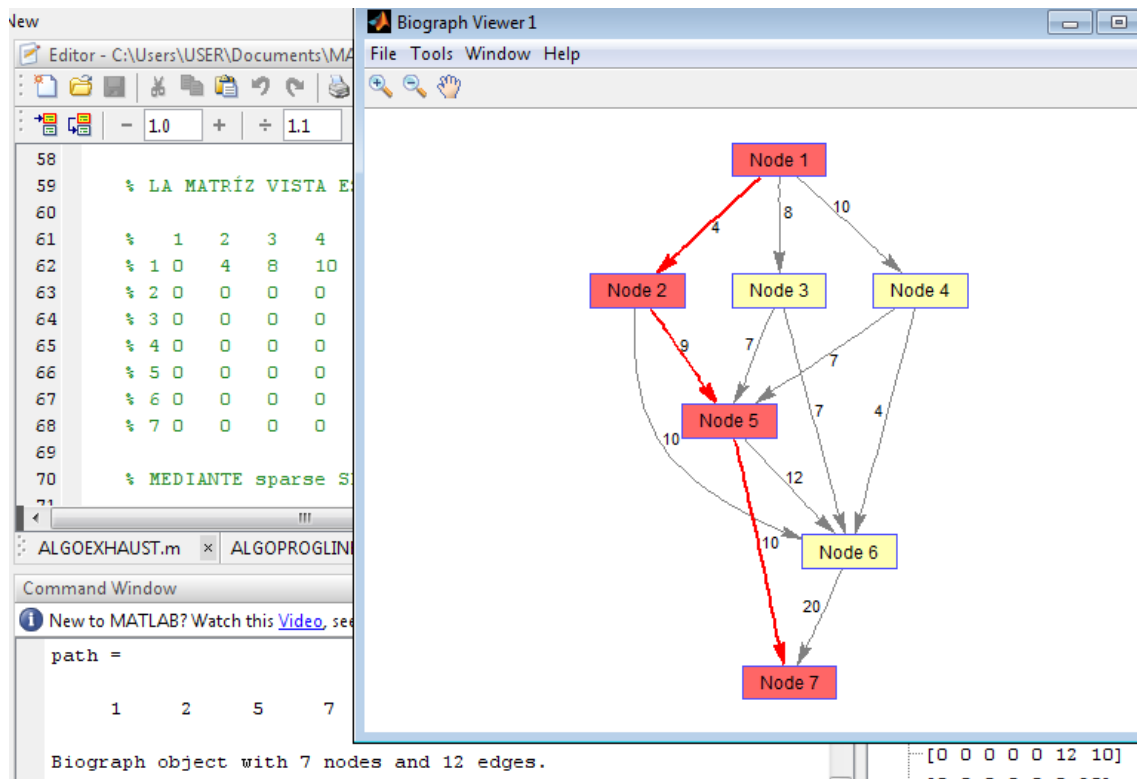 New
Editor - C:\Users\USER\Documents\MA
1.0
1.1
58
59 % LA MATRÍZ VISTA ES
60
61 % 1 2 3 4
62 % 1 0 4 8 10
63 % 2 0 0 0 0
64 % 3 0 0 0 0
65 % 4 0 0 0 0
66 % 5 0 0 0 0
67 % 6 0 0 0 0
68 % 7 0 0 0 0
69
70 % MEDIANTE sparse S
71
ALGOEXHAUST.m × ALGOPROGLIN
Command Window
New to MATLAB? Watch this Video, see
path =
1 2 5 7
Biograph object with 7 nodes and 12 edges.
Biograph Viewer 1
File Tools Window Help
Node 1
4
8
10
Node 2
Node 3
Node 4
9
7
7
Node 5
10
7
4
12
Node 6
10
20
Node 7
[0 0 0 0 0 12 10]